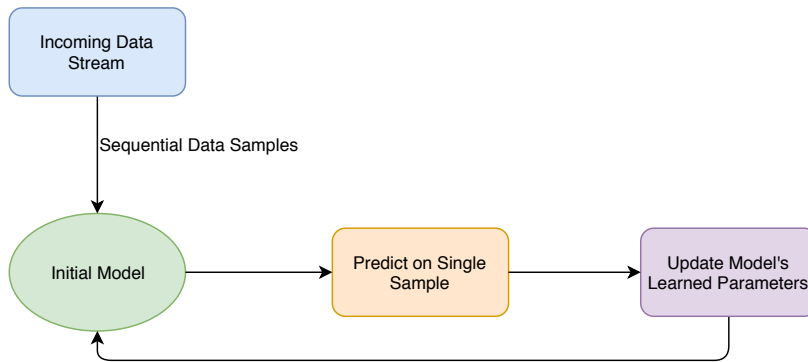 Incoming Data
Stream
Sequential Data Samples
Initial Model
Predict on Single
Sample
Update Model's
Learned Parameters